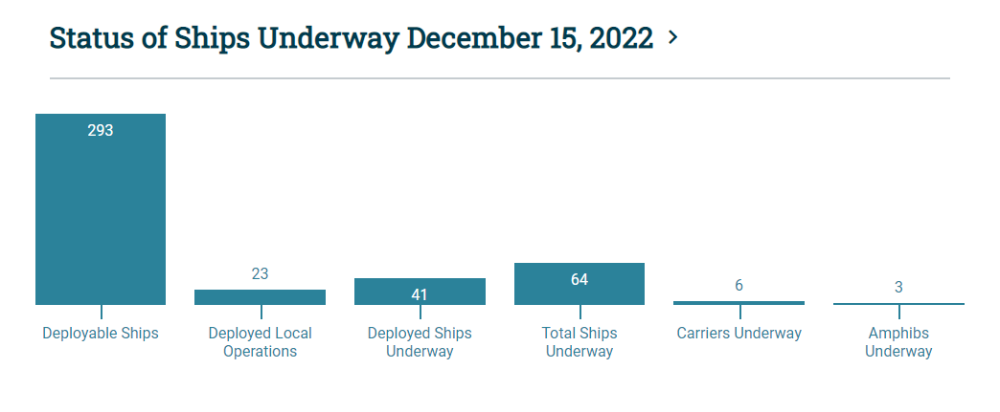 Status of Ships Underway December 15, 2022 >
293
23
41
64
6
3
Deployable Ships
Deployed Local
Operations
Deployed Ships
Underway
Total Ships
Underway
Carriers Underway
Amphibs
Underway